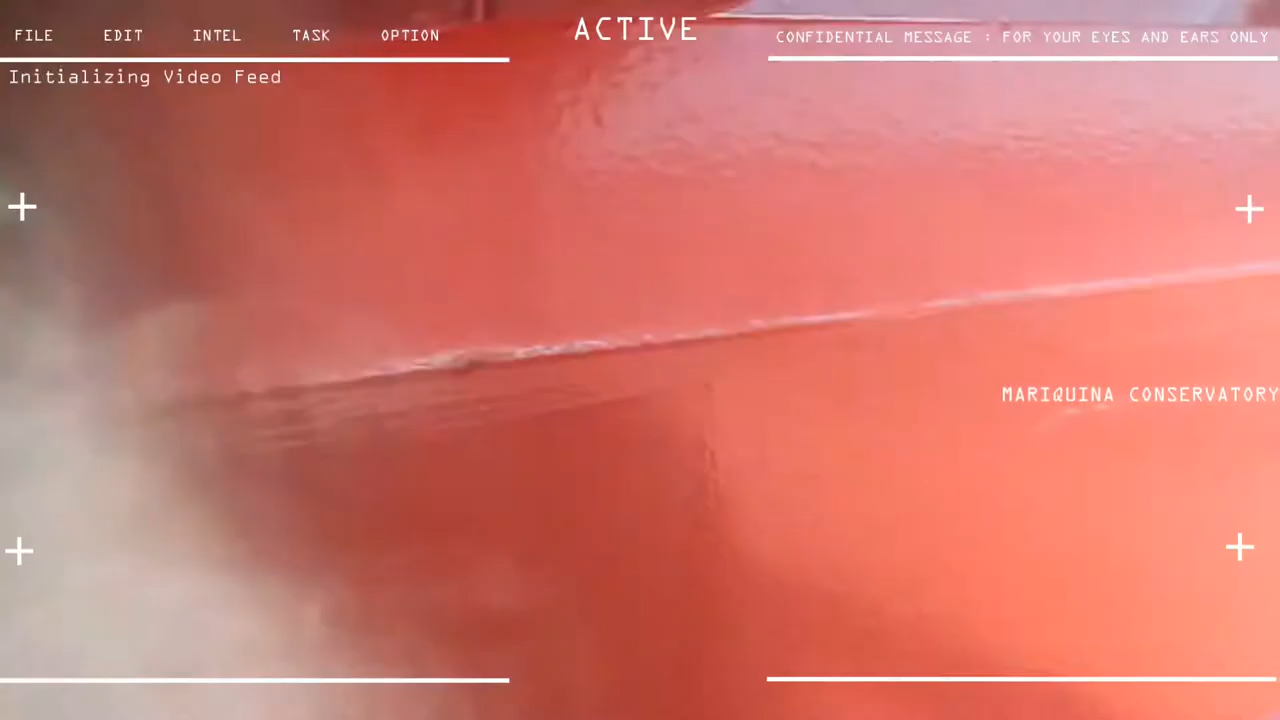 FILE EDIT INTEL TASK OPTION
ACTIVE
CONFIDENTIAL MESSAGE : FOR YOUR EYES AND EARS ONLY
Initializing Video Feed
MARIQUINA CONSERVATORY